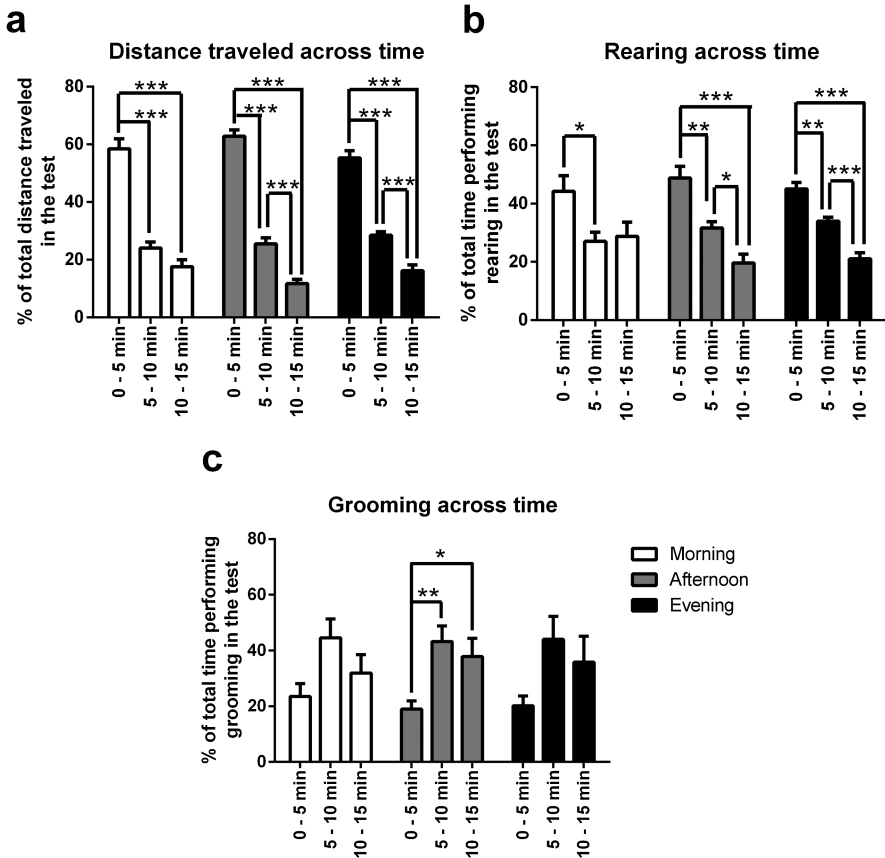 a
Distance traveled across time
% of total distance traveled
in the test
80
60
40
20
0
***
***
***
***
***
***
***
***
0 - 5 min
5 - 10 min
10 - 15 min
0 - 5 min
5 - 10 min
10 - 15 min
0 - 5 min
5 - 10 min
10 - 15 min
b
Rearing across time
% of total time performing
rearing in the test
80
60
40
20
0
*
***
**
*
***
**
***
0 - 5 min
5 - 10 min
10 - 15 min
0 - 5 min
5 - 10 min
10 - 15 min
0 - 5 min
5 - 10 min
10 - 15 min
c
Grooming across time
% of total time performing
grooming in the test
80
60
40
20
0
*
**
0 - 5 min
5 - 10 min
10 - 15 min
0 - 5 min
5 - 10 min
10 - 15 min
0 - 5 min
5 - 10 min
10 - 15 min
Morning
Afternoon
Evening